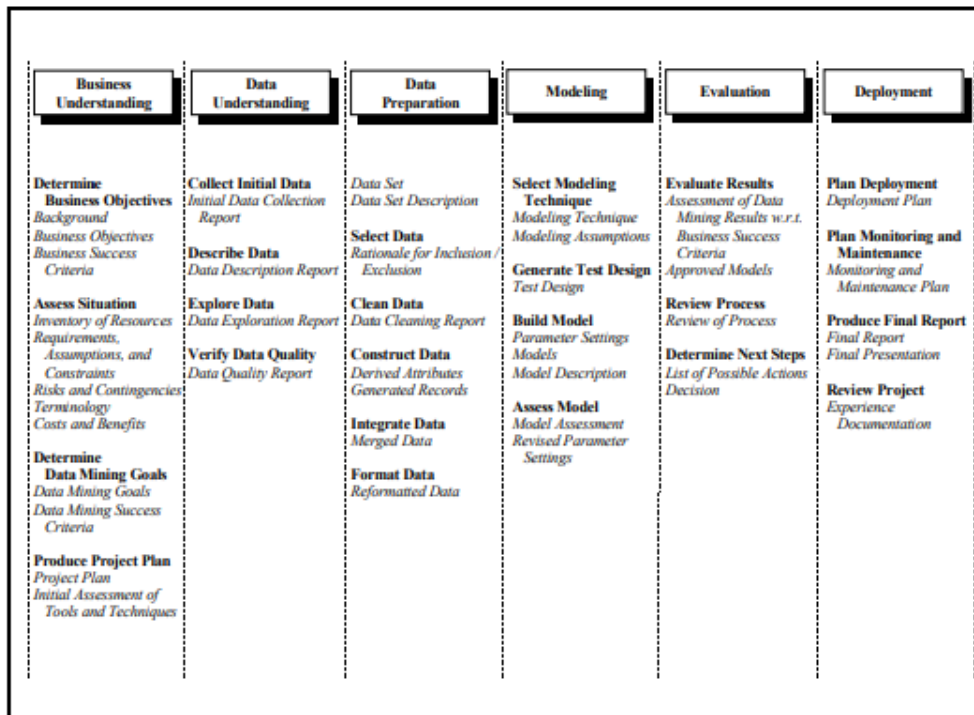 Business
Understanding
Data
Understanding
Data
Preparation
Modeling
Evaluation
Deployment
Determine
Business Objectives
Background
Business Objectives
Business Success
Criteria
Assess Situation
Inventory of Resources
Requirements,
Assumptions, and
Constraints
Risks and Contingencies
Terminology
Costs and Benefits
Determine
Data Mining Goals
Data Mining Goals
Data Mining Success
Criteria
Produce Project Plan
Project Plan
Initial Assessment of
Tools and Techniques
Collect Initial Data
Initial Data Collection
Report
Describe Data
Data Description Report
Explore Data
Data Exploration Report
Verify Data Quality
Data Quality Report
Data Set
Data Set Description
Select Data
Rationale for Inclusion /
Exclusion
Clean Data
Data Cleaning Report
Construct Data
Derived Attributes
Generated Records
Integrate Data
Merged Data
Format Data
Reformatted Data
Select Modeling
Technique
Modeling Technique
Modeling Assumptions
Generate Test Design
Test Design
Build Model
Parameter Settings
Models
Model Description
Assess Model
Model Assessment
Revised Parameter
Settings
Evaluate Results
Assessment of Data
Mining Results w.r.t.
Business Success
Criteria
Approved Models
Review Process
Review of Process
Determine Next Steps
List of Possible Actions
Decision
Plan Deployment
Deployment Plan
Plan Monitoring and
Maintenance
Monitoring and
Maintenance Plan
Produce Final Report
Final Report
Final Presentation
Review Project
Experience
Documentation